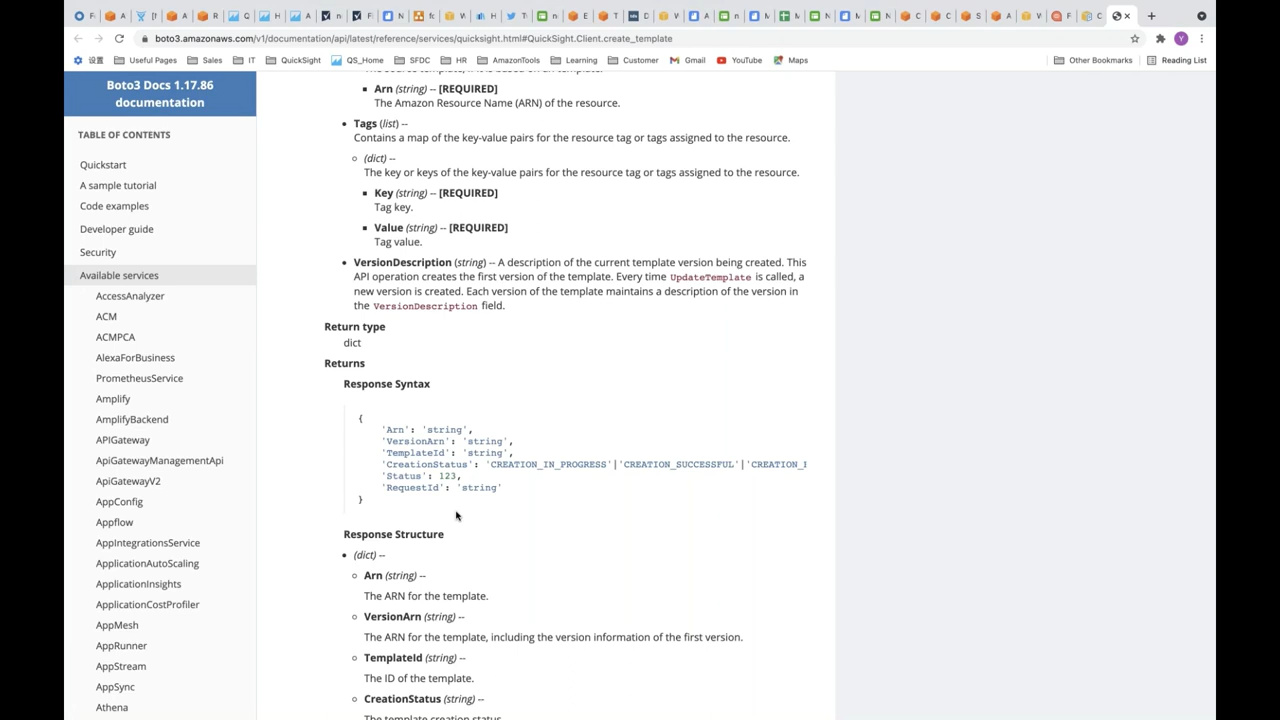 boto3.amazonaws.com/v1/documentation/api/latest/reference/services/quicksight.html#QuickSight.Client.create_template
Y
设置
Useful Pages
Sales
IT
QuickSight
QS_Home
SFDC
HR
AmazonTools
Learning
Customer
Gmail
YouTube
Maps
Other Bookmarks
Reading List
Boto3 Docs 1.17.86
documentation
TABLE OF CONTENTS
Quickstart
A sample tutorial
Code examples
Developer guide
Security
Available services
AccessAnalyzer
ACM
ACMPCA
AlexaForBusiness
PrometheusService
Amplify
AmplifyBackend
APIGateway
ApiGatewayManagementApi
ApiGatewayV2
AppConfig
Appflow
AppIntegrationsService
ApplicationAutoScaling
ApplicationInsights
ApplicationCostProfiler
AppMesh
AppRunner
AppStream
AppSync
Athena
Arn (string) -- [REQUIRED]
The Amazon Resource Name (ARN) of the resource.
Tags (list) --
Contains a map of the key-value pairs for the resource tag or tags assigned to the resource.
(dict) --
The key or keys of the key-value pairs for the resource tag or tags assigned to the resource.
Key (string) -- [REQUIRED]
Tag key.
Value (string) -- [REQUIRED]
Tag value.
VersionDescription (string) -- A description of the current template version being created. This
API operation creates the first version of the template. Every time UpdateTemplate is called, a
new version is created. Each version of the template maintains a description of the version in
the VersionDescription field.
Return type
dict
Returns
Response Syntax
{
'Arn': 'string',
'VersionArn': 'string',
'TemplateId': 'string',
'CreationStatus': 'CREATION_IN_PROGRESS'|'CREATION_SUCCESSFUL'|'CREATION_
'Status': 123,
'RequestId': 'string'
}
Response Structure
(dict) --
Arn (string) --
The ARN for the template.
VersionArn (string) --
The ARN for the template, including the version information of the first version.
TemplateId (string) --
The ID of the template.
CreationStatus (string) --
The template creation status.